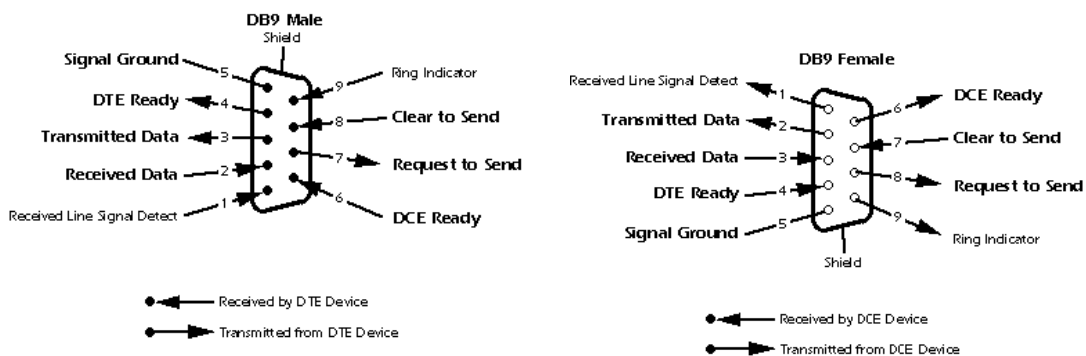 DB9 Male
Shield
Signal Ground
5
9
Ring Indicator
DTE Ready
4
8
Clear to Send
Transmitted Data
3
7
Request to Send
Received Data
2
6
DCE Ready
Received Line Signal Detect
1
Received by DTE Device
Transmitted from DTE Device
DB9 Female
Received Line Signal Detect
1
6
DCE Ready
Transmitted Data
2
7
Clear to Send
Received Data
3
8
Request to Send
DTE Ready
4
9
Ring Indicator
Signal Ground
5
Shield
Received by DCE Device
Transmitted from DCE Device